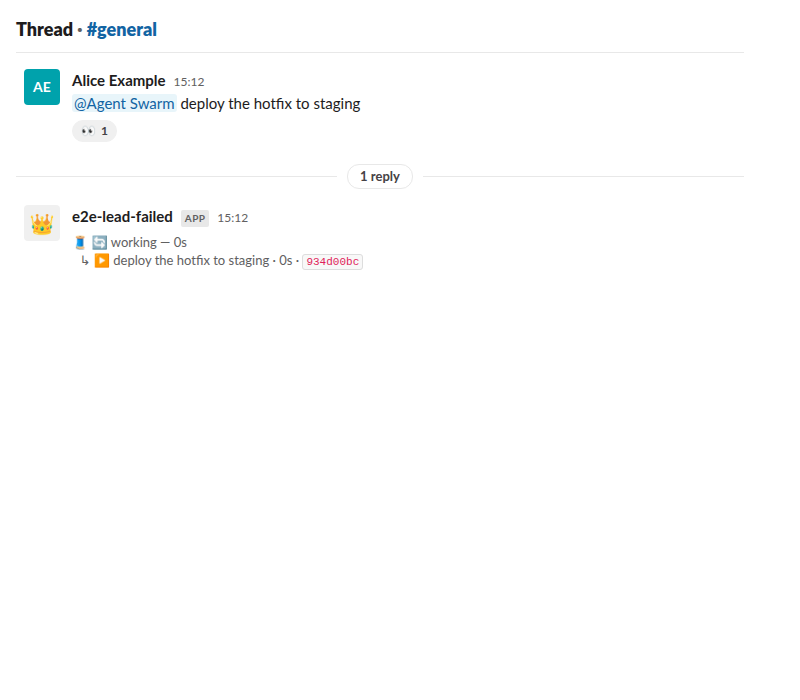 Thread • #general
AE
Alice Example 15:12
@Agent Swarm deploy the hotfix to staging
👀 1
1 reply
e2e-lead-failed APP 15:12
🧵 🔄 working — 0s
↳ ▶️ deploy the hotfix to staging · 0s · 934d00bc